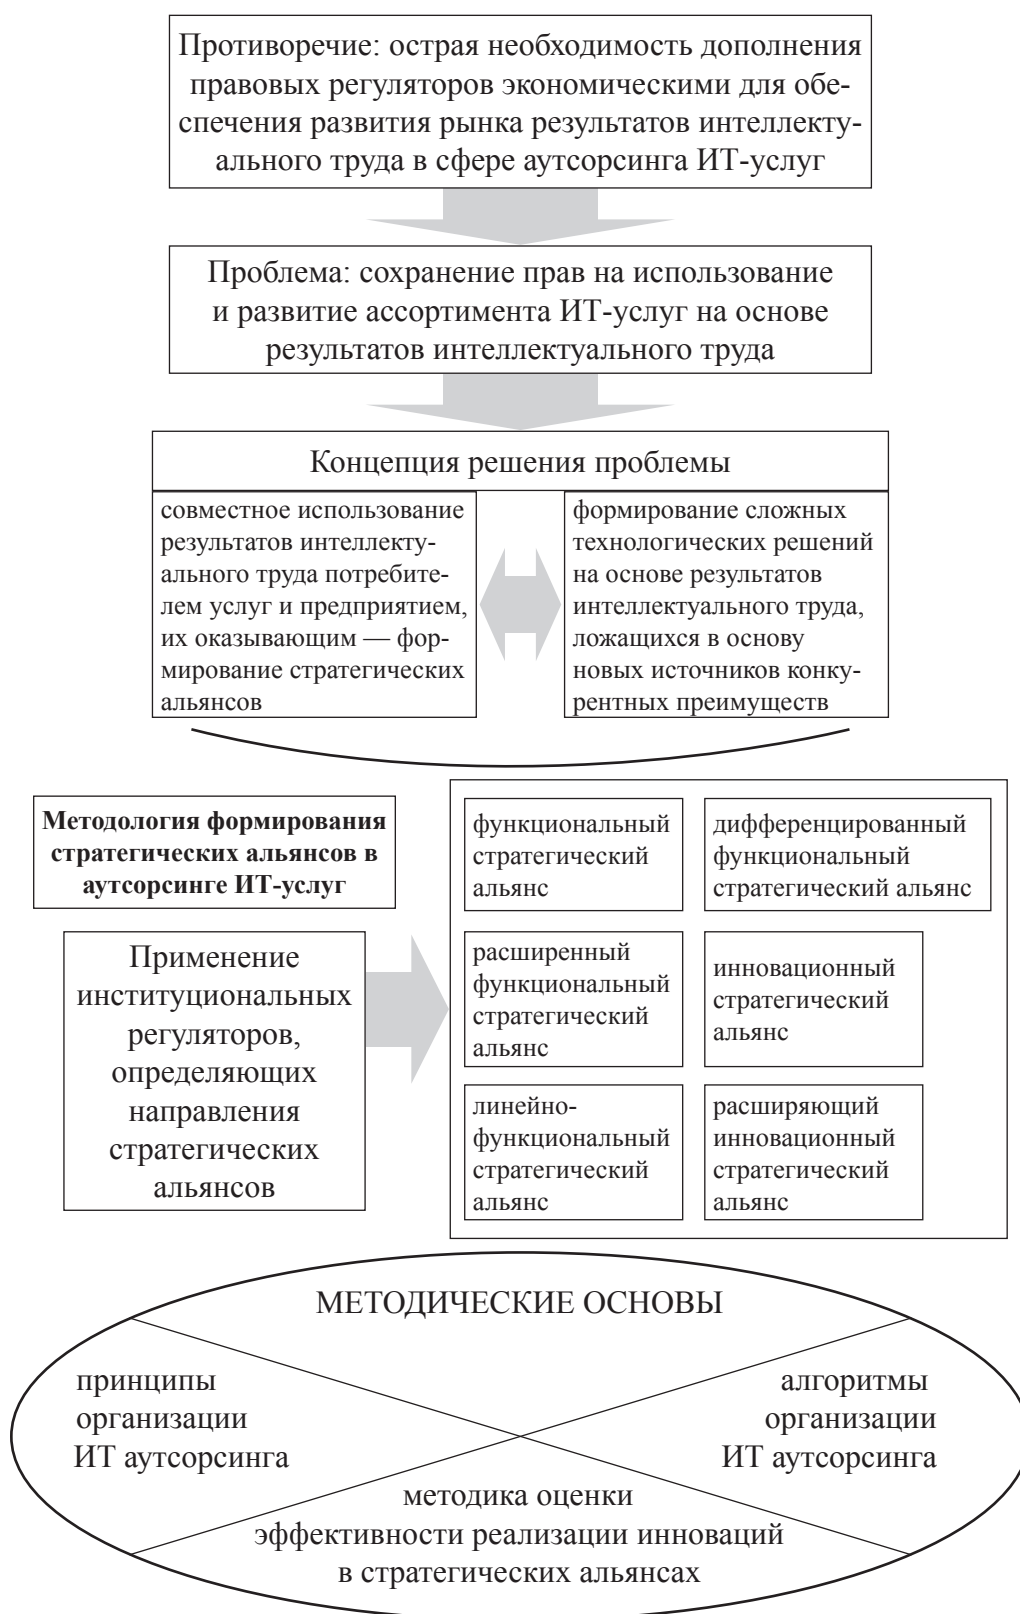 Противоречие: острая необходимость дополнения
правовых регуляторов экономическими для обе-
спечения развития рынка результатов интеллекту-
ального труда в сфере аутсорсинга ИТ-услуг
Проблема: сохранение прав на использование
и развитие ассортимента ИТ-услуг на основе
результатов интеллектуального труда
Концепция решения проблемы
совместное использование
результатов интеллекту-
ального труда потребите-
лем услуг и предприятием,
их оказывающим — фор-
мирование стратегических
альянсов
формирование сложных
технологических решений
на основе результатов
интеллектуального труда,
ложащихся в основу
новых источников конку-
рентных преимуществ
Методология формирования
стратегических альянсов в
аутсорсинге ИТ-услуг
Применение
институциональных
регуляторов,
определяющих
направления
стратегических
альянсов
функциональный
стратегический
альянс
дифференцированный
функциональный
стратегический альянс
расширенный
функциональный
стратегический
альянс
инновационный
стратегический
альянс
линейно-
функциональный
стратегический
альянс
расширяющий
инновационный
стратегический
альянс
МЕТОДИЧЕСКИЕ ОСНОВЫ
принципы
организации
ИТ аутсорсинга
алгоритмы
организации
ИТ аутсорсинга
методика оценки
эффективности реализации инноваций
в стратегических альянсах